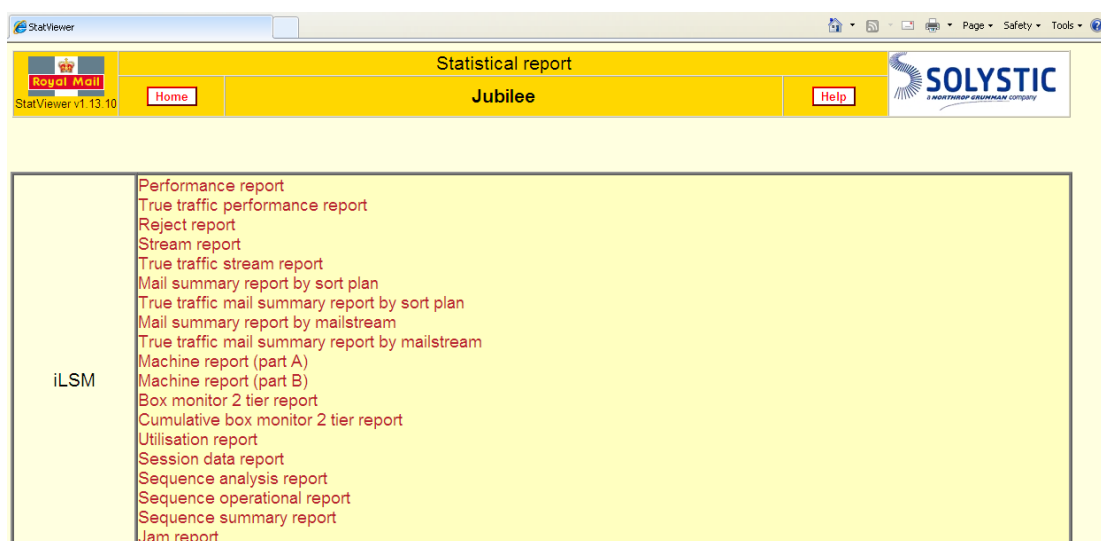 StatViewer
Page
Safety
Tools
Royal Mail
StatViewer v1.13.10
Statistical report
Home
Jubilee
Help
SOLYSTIC
a NORTHROP GRUMMAN company
iLSM
Performance report
True traffic performance report
Reject report
Stream report
True traffic stream report
Mail summary report by sort plan
True traffic mail summary report by sort plan
Mail summary report by mailstream
True traffic mail summary report by mailstream
Machine report (part A)
Machine report (part B)
Box monitor 2 tier report
Cumulative box monitor 2 tier report
Utilisation report
Session data report
Sequence analysis report
Sequence operational report
Sequence summary report
Jam report